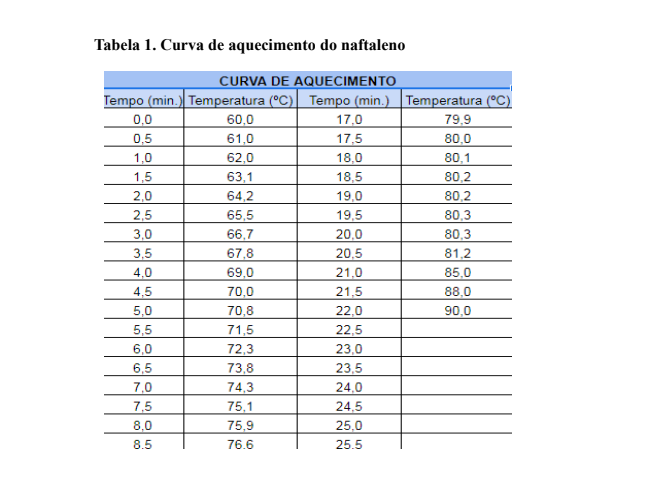 Tabela 1. Curva de aquecimento do naftaleno
CURVA DE AQUECIMENTO
Tempo (min.) Temperatura (ºC) Tempo (min.) Temperatura (ºC)
0,0 60,0 17,0 79,9
0,5 61,0 17,5 80,0
1,0 62,0 18,0 80,1
1,5 63,1 18,5 80,2
2,0 64,2 19,0 80,2
2,5 65,5 19,5 80,3
3,0 66,7 20,0 80,3
3,5 67,8 20,5 81,2
4,0 69,0 21,0 85,0
4,5 70,0 21,5 88,0
5,0 70,8 22,0 90,0
5,5 71,5 22,5
6,0 72,3 23,0
6,5 73,8 23,5
7,0 74,3 24,0
7,5 75,1 24,5
8,0 75,9 25,0
8,5 76,6 25,5